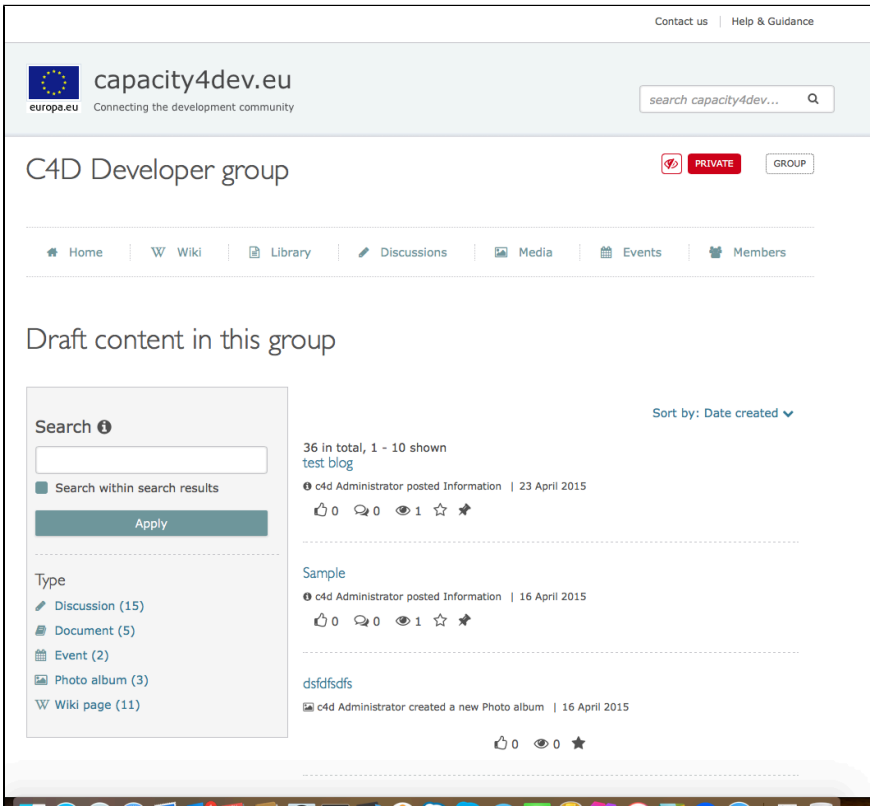 Contact us | Help & Guidance
capacity4dev.eu
europa.eu Connecting the development community
search capacity4dev...
C4D Developer group
PRIVATE GROUP
Home Wiki Library Discussions Media Events Members
Draft content in this group
Sort by: Date created
Search
Search within search results
Apply
Type
Discussion (15)
Document (5)
Event (2)
Photo album (3)
Wiki page (11)
36 in total, 1 - 10 shown
test blog
c4d Administrator posted Information | 23 April 2015
0 0 1
Sample
c4d Administrator posted Information | 16 April 2015
0 0 1
dsfdfsdfs
c4d Administrator created a new Photo album | 16 April 2015
0 0